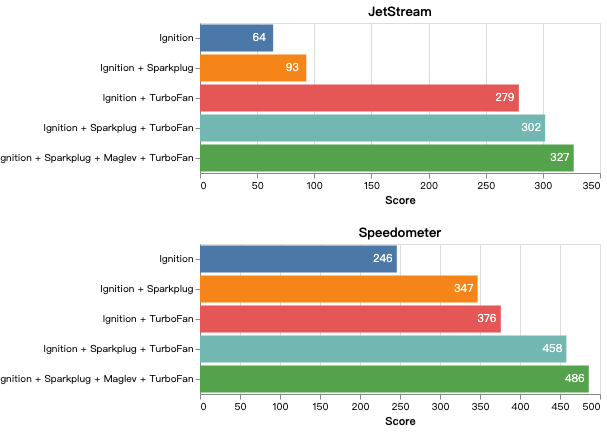 JetStream
Ignition
64
Ignition + Sparkplug
93
Ignition + TurboFan
279
Ignition + Sparkplug + TurboFan
302
gnition + Sparkplug + Maglev + TurboFan
327
0 50 100 150 200 250 300 350
Score
Speedometer
Ignition
246
Ignition + Sparkplug
347
Ignition + TurboFan
376
Ignition + Sparkplug + TurboFan
458
gnition + Sparkplug + Maglev + TurboFan
486
0 50 100 150 200 250 300 350 400 450 500
Score